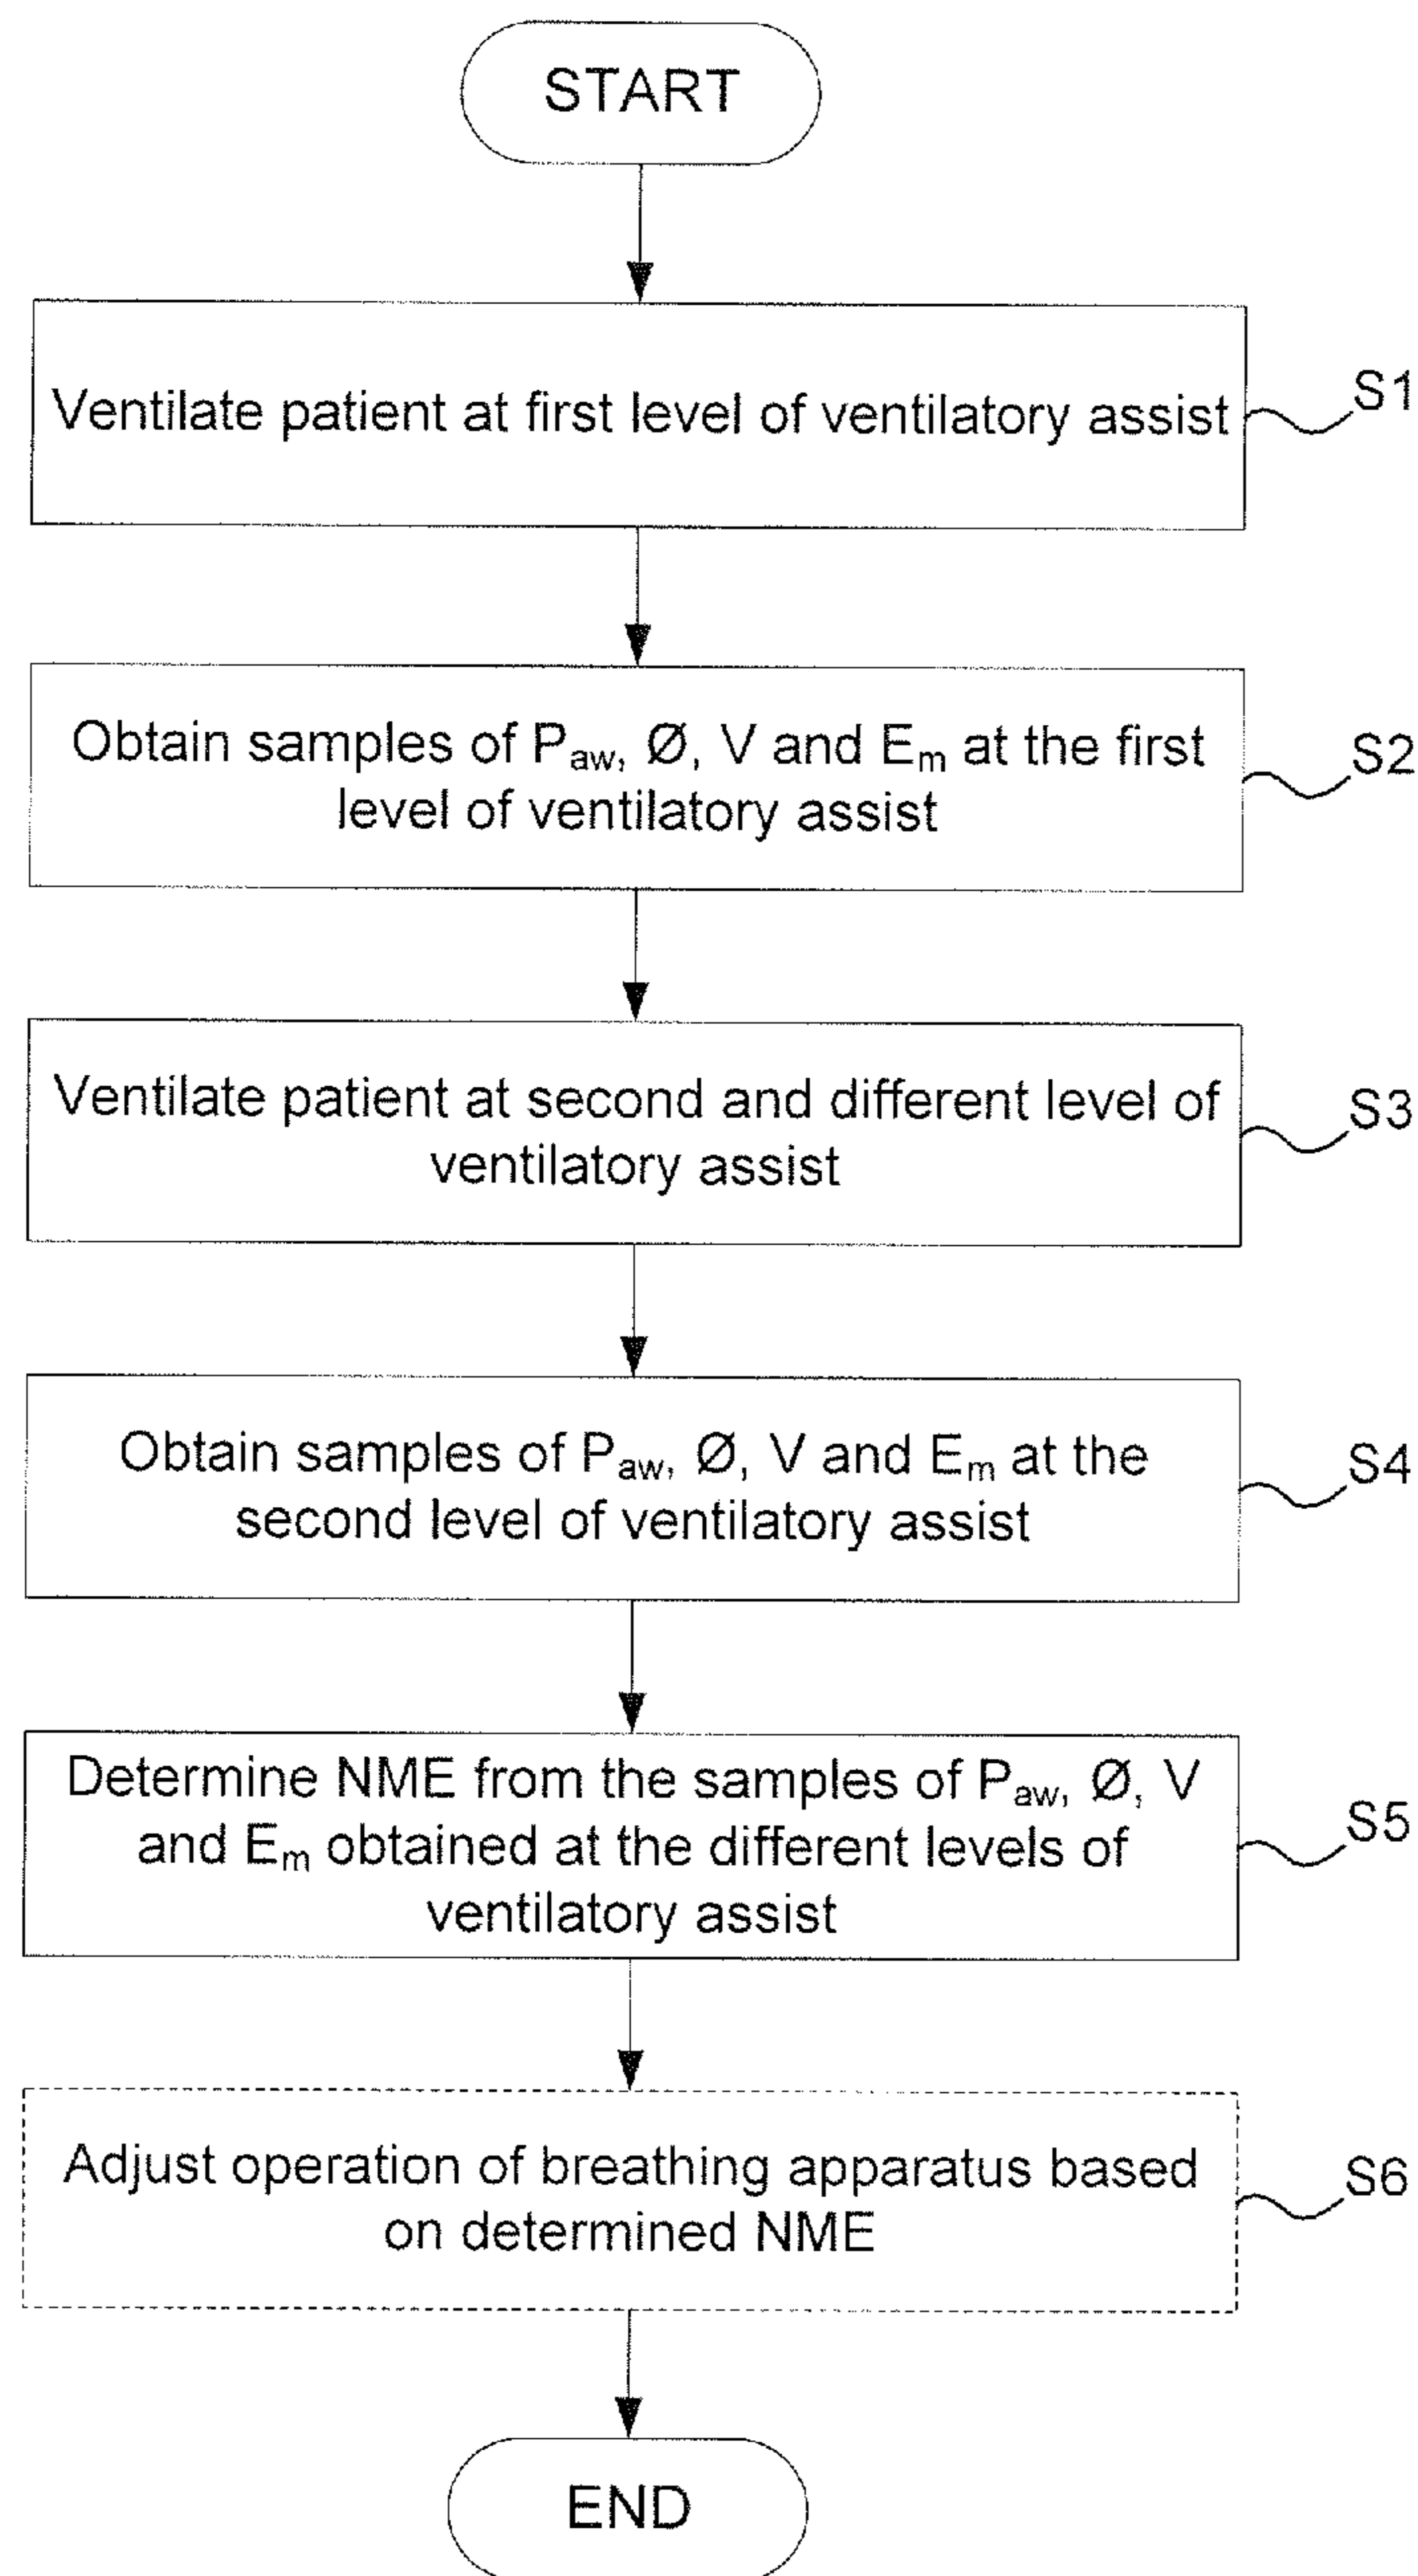 START
Ventilate patient at first level of ventilatory assist
S1
Obtain samples of Paw, Ø, V and Em at the first
level of ventilatory assist
S2
Ventilate patient at second and different level of
ventilatory assist
S3
Obtain samples of Paw, Ø, V and Em at the
second level of ventilatory assist
S4
Determine NME from the samples of Paw, Ø, V
and Em obtained at the different levels of
ventilatory assist
S5
Adjust operation of breathing apparatus based
on determined NME
S6
END